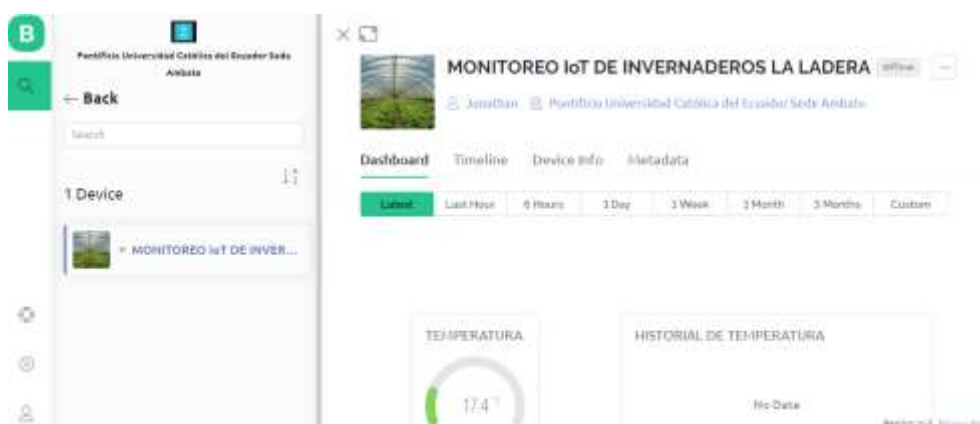 B
Pontificia Universidad Católica del Ecuador Sede
Ambato
← Back
Search
1 Device
MONITOREO IoT DE INVER...
MONITOREO IoT DE INVERNADEROS LA LADERA Offline ...
Jonathan Pontificia Universidad Católica del Ecuador Sede Ambato
Dashboard Timeline Device Info Metadata
Latest Last Hour 6 Hours 1 Day 1 Week 1 Month 3 Months Custom
TEMPERATURA
17.4
HISTORIAL DE TEMPERATURA
No Data